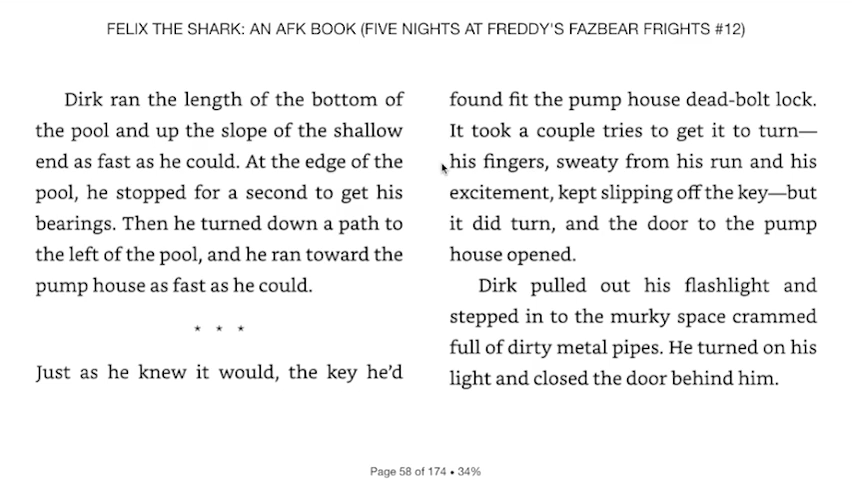 FELIX THE SHARK: AN AFK BOOK (FIVE NIGHTS AT FREDDY'S FAZBEAR FRIGHTS #12)
Dirk ran the length of the bottom of
the pool and up the slope of the shallow
end as fast as he could. At the edge of the
pool, he stopped for a second to get his
bearings. Then he turned down a path to
the left of the pool, and he ran toward the
pump house as fast as he could.
* * *
Just as he knew it would, the key he’d
found fit the pump house dead-bolt lock.
It took a couple tries to get it to turn—
his fingers, sweaty from his run and his
excitement, kept slipping off the key—but
it did turn, and the door to the pump
house opened.
Dirk pulled out his flashlight and
stepped in to the murky space crammed
full of dirty metal pipes. He turned on his
light and closed the door behind him.
Page 58 of 174 • 34%